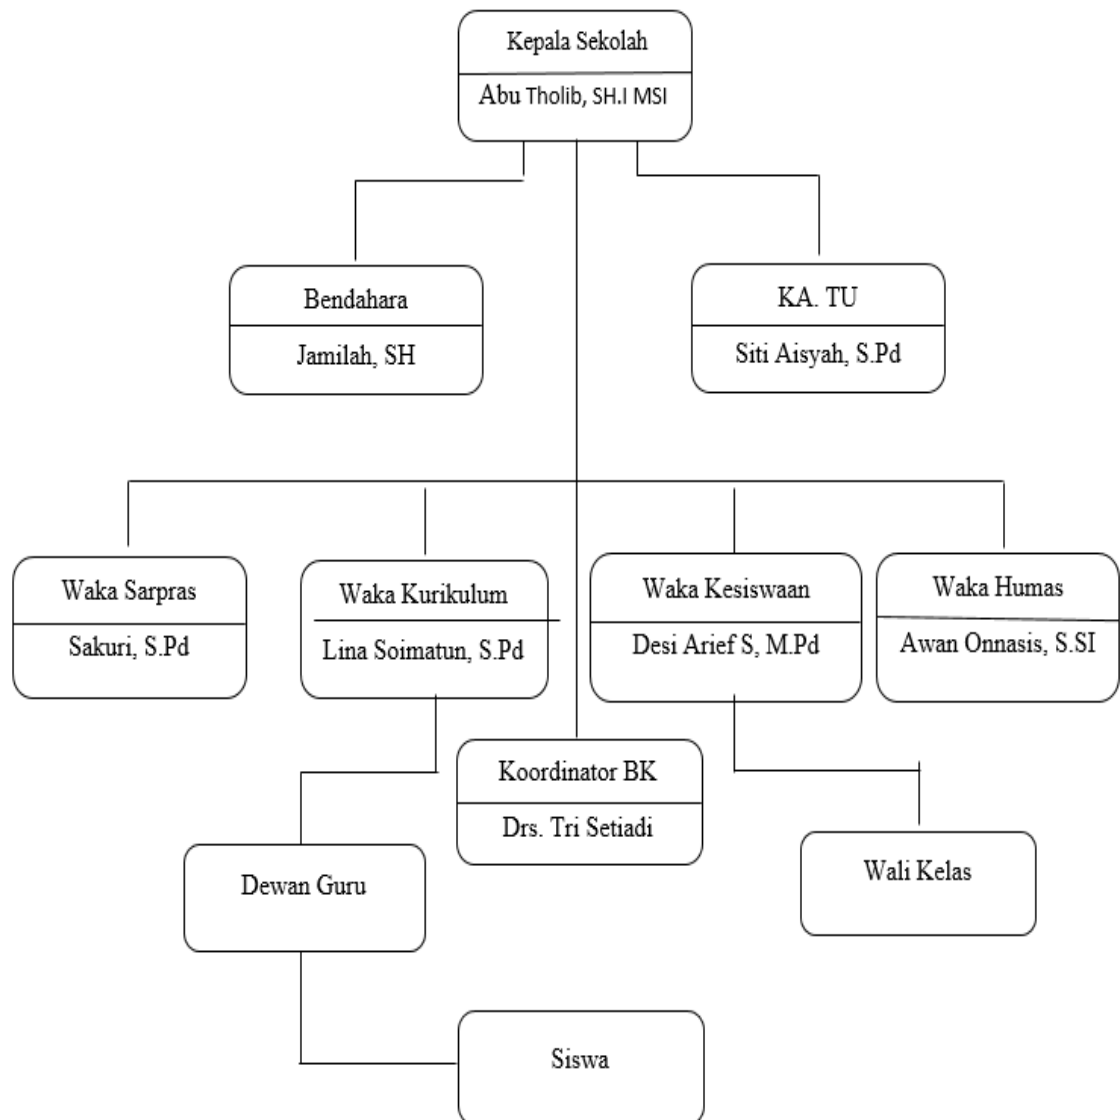 Kepala Sekolah
Abu Tholib, SH.I MSI
Bendahara
Jamilah, SH
KA. TU
Siti Aisyah, S.Pd
Waka Sarpras
Sakuri, S.Pd
Waka Kurikulum
Lina Soimatun, S.Pd
Waka Kesiswaan
Desi Arief S, M.Pd
Waka Humas
Awan Onnasis, S.SI
Koordinator BK
Drs. Tri Setiadi
Dewan Guru
Wali Kelas
Siswa